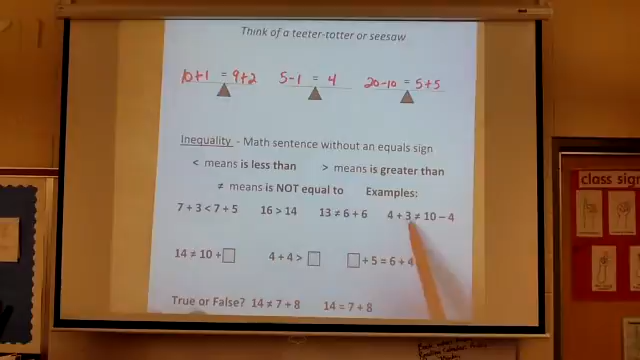 Think of a teeter-totter or seesaw
10+1 = 9+2 5-1 = 4 20-10 = 5+5
Inequality - Math sentence without an equals sign
< means is less than > means is greater than
≠ means is NOT equal to Examples:
7 + 3 < 7 + 5 16 > 14 13 ≠ 6 + 6 4 + 3 ≠ 10 − 4
14 ≠ 10 + □ 4 + 4 > □ □ + 5 = 6 + 4
True or False? 14 ≠ 7 + 8 14 = 7 + 8
class sign